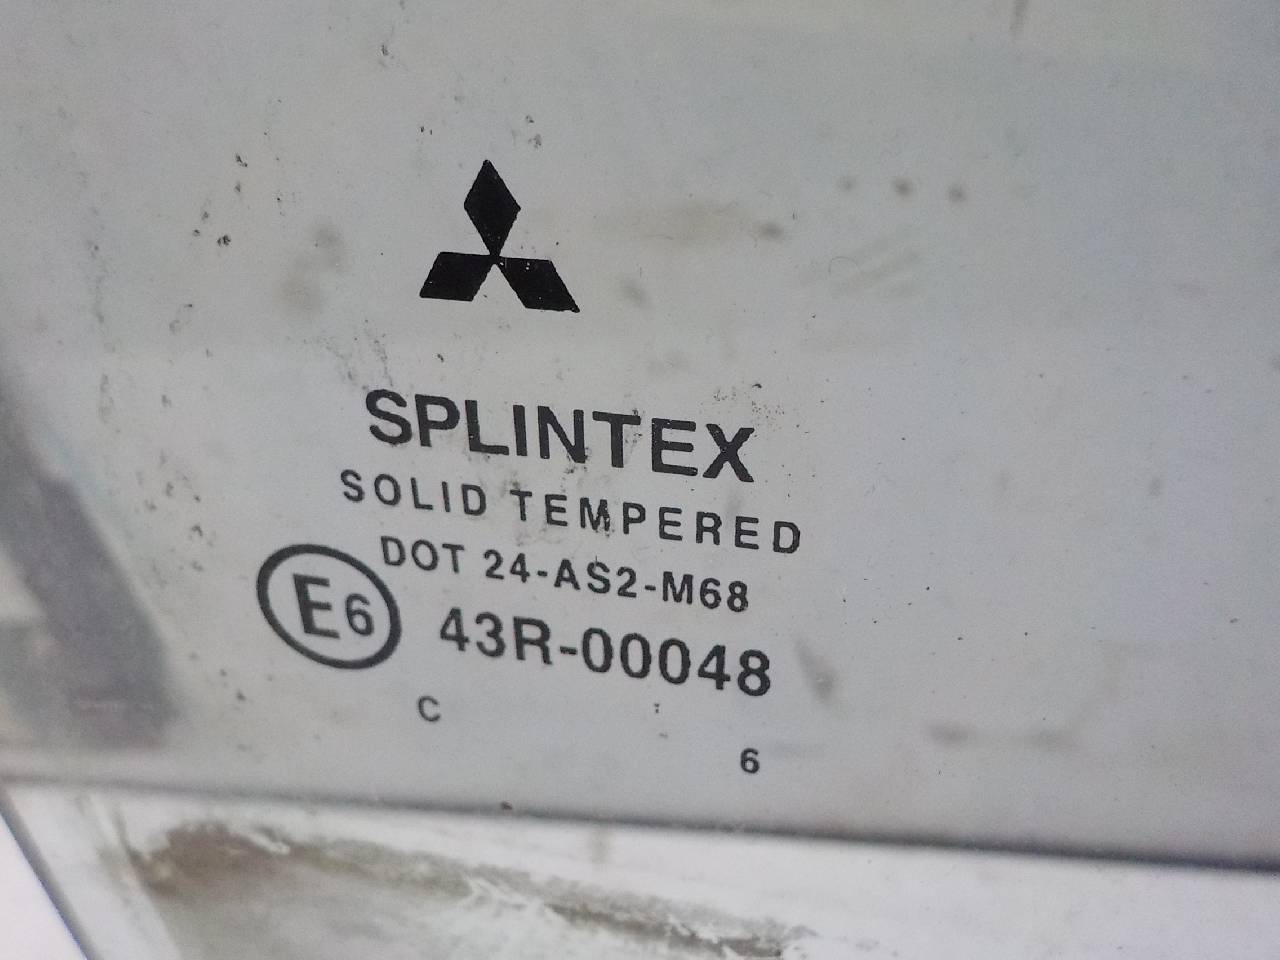 SPLINTEX
SOLID TEMPERED
DOT 24-AS2-M68
E6 43R-00048
C
6